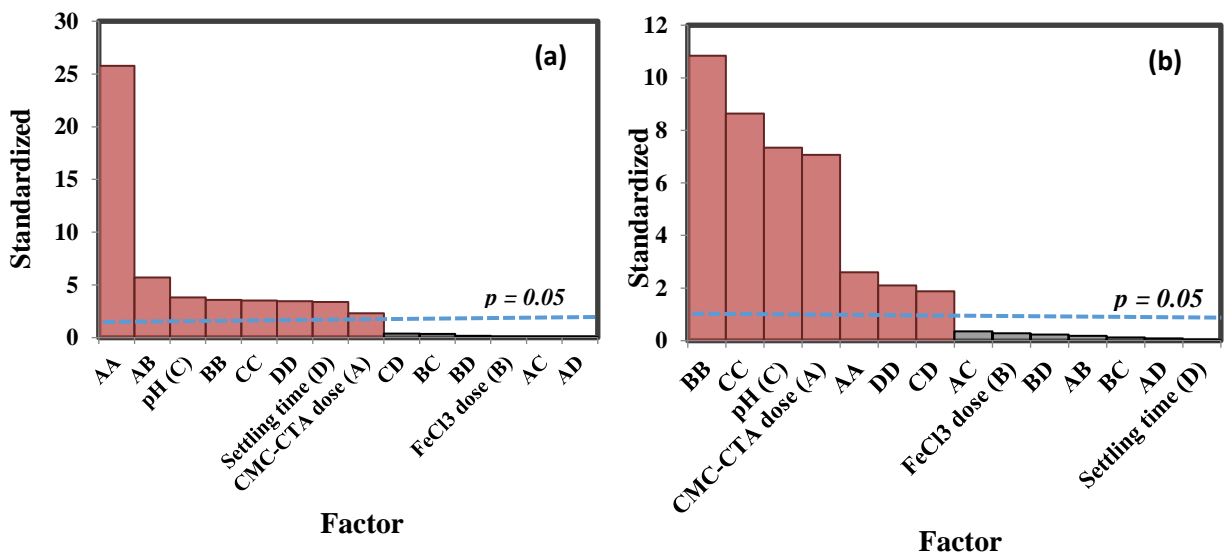 (a)
Standardized
30
25
20
15
10
5
0
p = 0.05
AA
AB
pH (C)
BB
CC
DD
Settling time (D)
CMC-CTA dose (A)
CD
BC
BD
FeCl3 dose (B)
AC
AD
Factor
(b)
Standardized
12
10
8
6
4
2
0
p = 0.05
BB
CC
pH (C)
CMC-CTA dose (A)
AA
DD
CD
AC
FeCl3 dose (B)
BD
AB
BC
AD
Settling time (D)
Factor